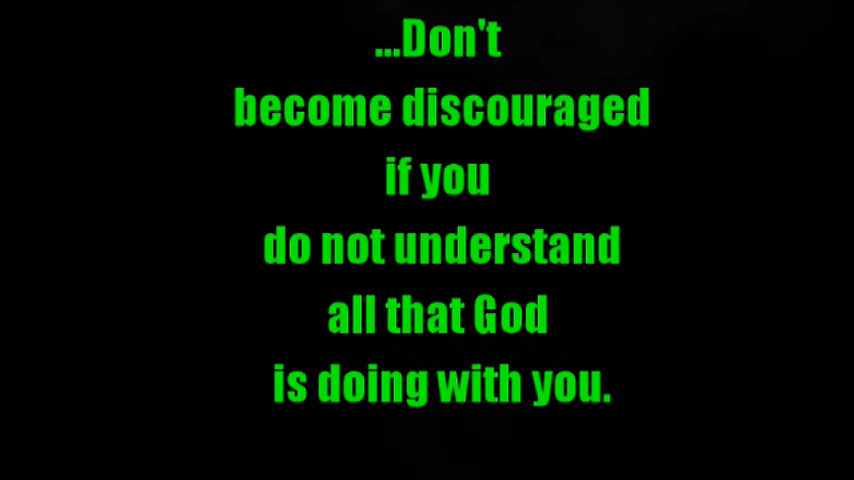 ...Don't
become discouraged
if you
do not understand
all that God
is doing with you.